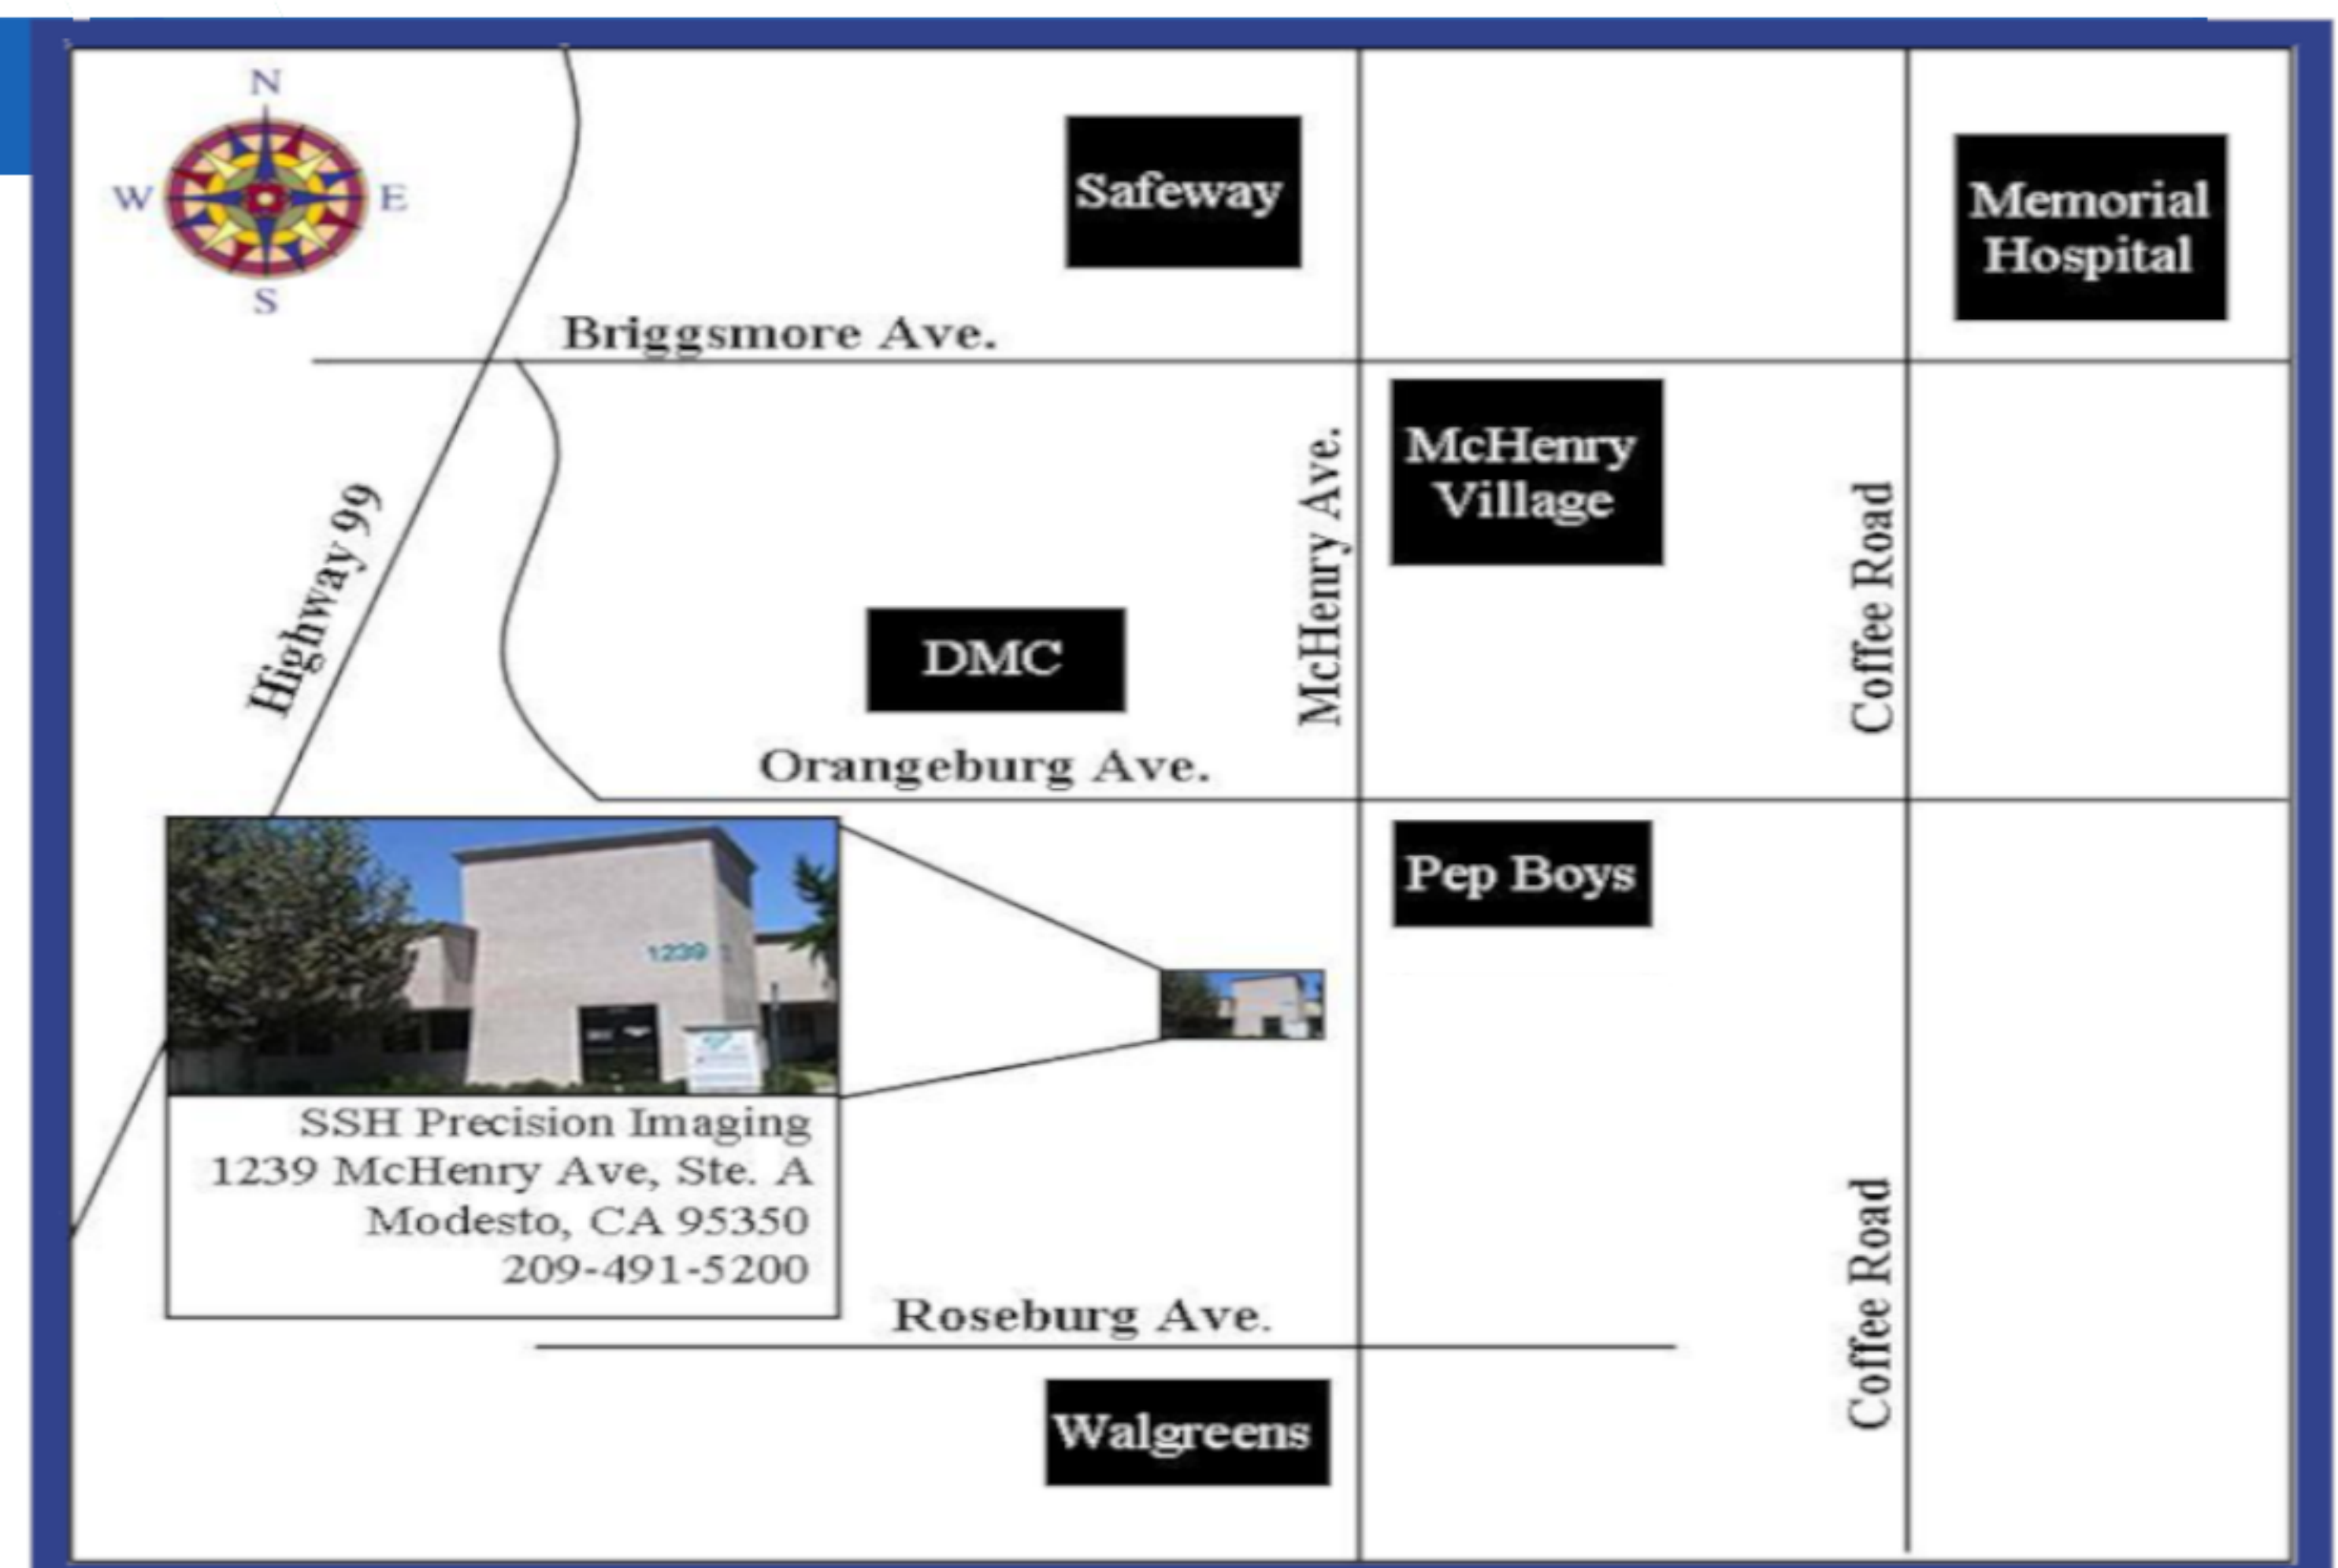 N
W
E
S
Safeway
Memorial
Hospital
Briggsmore Ave.
McHenry
Village
McHenry Ave.
Coffee Road
Highway 99
DMC
Orangeburg Ave.
Pep Boys
1239
SSH Precision Imaging
1239 McHenry Ave, Ste. A
Modesto, CA 95350
209-491-5200
Roseburg Ave.
Coffee Road
Walgreens